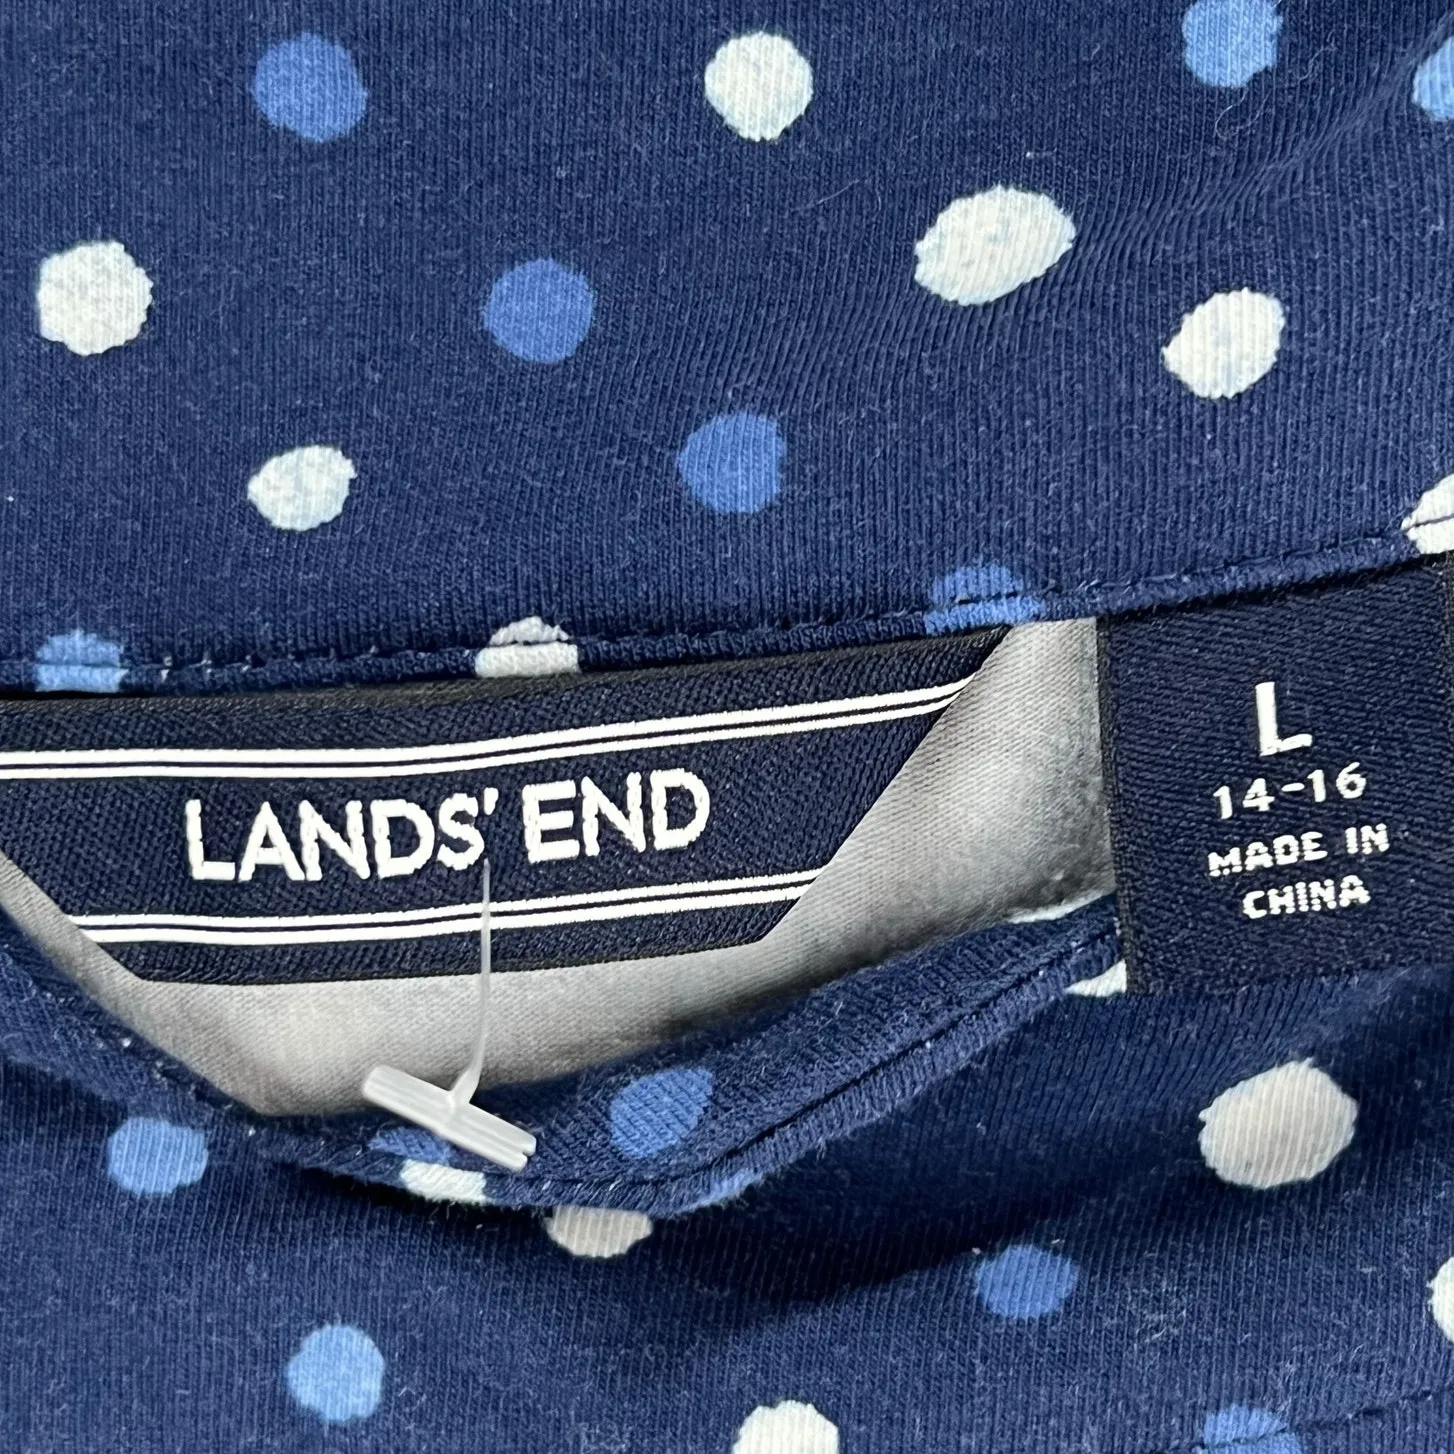 LANDS' END
L
14-16
MADE IN
CHINA